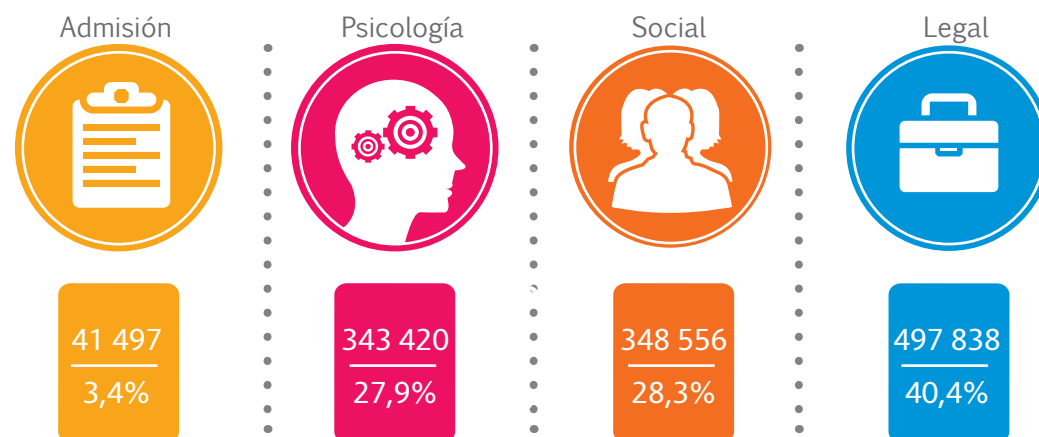 Admisión
41 497
3,4%
Psicología
343 420
27,9%
Social
348 556
28,3%
Legal
497 838
40,4%